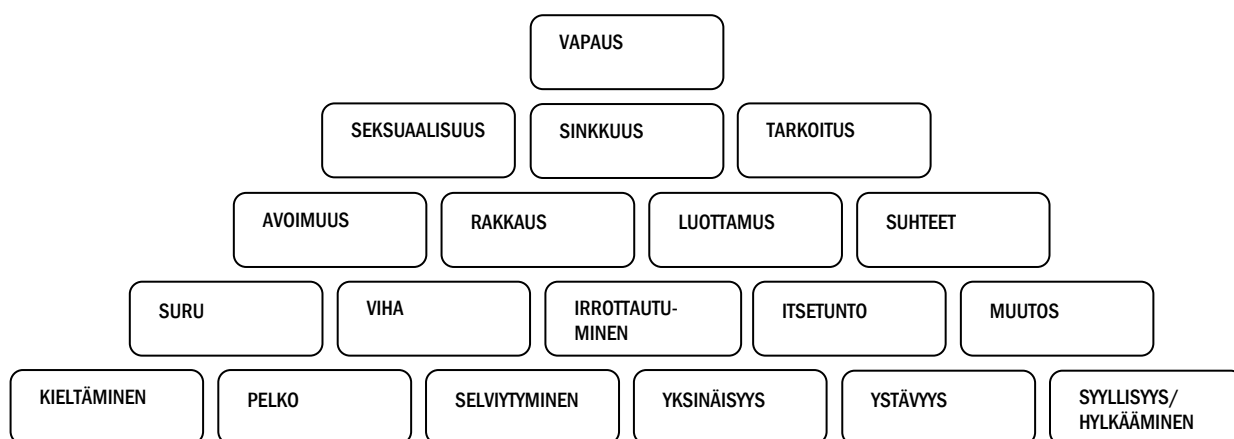 VAPAUS
SEKSUAALISUUS
SINKKUUS
TARKOITUS
AVOIMUUS
RAKKAUS
LUOTTAMUS
SUHTEET
SURU
VIHA
IRROTTAUTU-
MINEN
ITSETUNTO
MUUTOS
KIELTÄMINEN
PELKO
SELVIYTYMINEN
YKSINÄISYYS
YSTÄVYYS
SYYLLISYYS/
HYLKÄÄMINEN